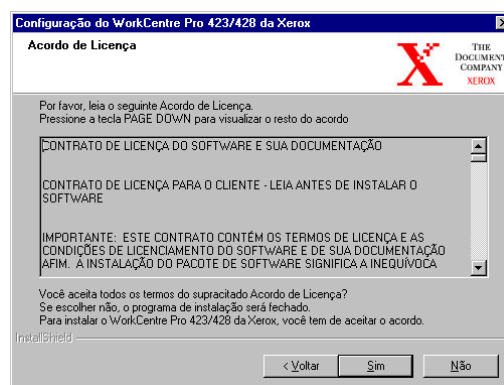 Configuração do WorkCentre Pro 423/428 da Xerox
Acordo de Licença
THE
DOCUMENT
COMPANY
XEROX
Por favor, leia o seguinte Acordo de Licença.
Pressione a tecla PAGE DOWN para visualizar o resto do acordo
CONTRATO DE LICENÇA DO SOFTWARE E SUA DOCUMENTAÇÃO
CONTRATO DE LICENÇA PARA O CLIENTE - LEIA ANTES DE INSTALAR O
SOFTWARE
IMPORTANTE: ESTE CONTRATO CONTÉM OS TERMOS DE LICENÇA E AS
CONDIÇÕES DE LICENCIAMENTO DO SOFTWARE E DE SUA DOCUMENTAÇÃO
AFIM. A INSTALAÇÃO DO PACOTE DE SOFTWARE SIGNIFICA A INEQUÍVOCA
Você aceita todos os termos do supracitado Acordo de Licença?
Se escolher não, o programa de instalação será fechado.
Para instalar o WorkCentre Pro 423/428 da Xerox, você tem de aceitar o acordo.
InstallShield
< Voltar
Sim
Não